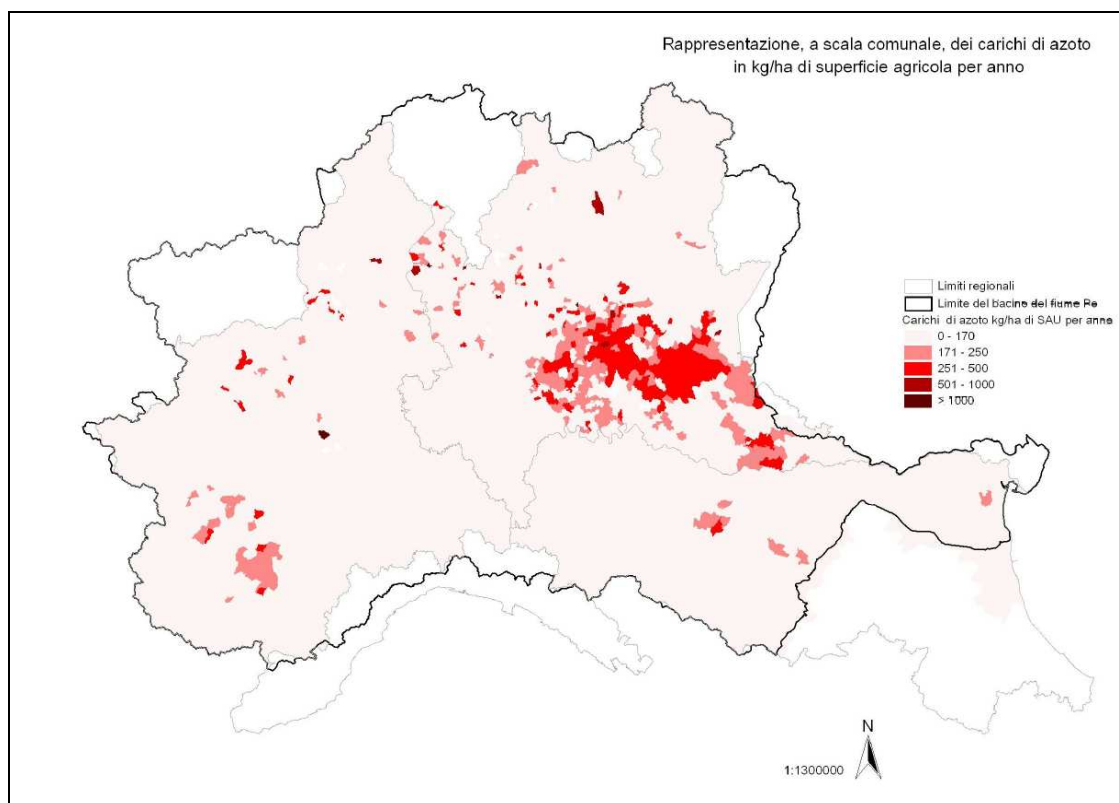 Rappresentazione, a scala comunale, dei carichi di azoto
in kg/ha di superficie agricola per anno
Limiti regionali
Limite del bacino del fiume Po
Carichi di azoto kg/ha di SAU per anno
0 - 170
171 - 250
251 - 500
501 - 1000
> 1000
N
1:1300000